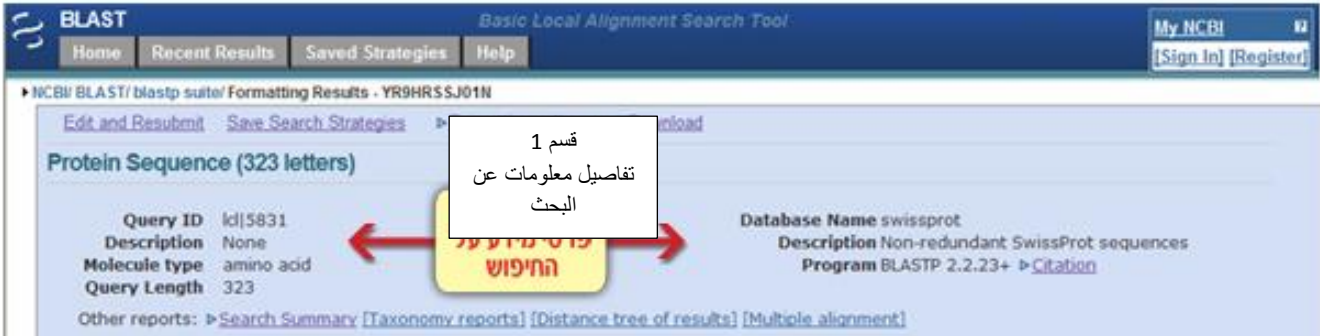 BLAST
Basic Local Alignment Search Tool
My NCBI
Home Recent Results Saved Strategies Help
[Sign In] [Register]
NCBI/ BLAST/ blastp suite/ Formatting Results - YR9HRSSJ01N
Edit and Resubmit Save Search Strategies
Protein Sequence (323 letters)
قسم 1
تفاصيل معلومات عن
البحث
Query ID lcl|5831
Description None
Molecule type amino acid
Query Length 323
פרטי מידע על
החיפוש
Database Name swissprot
Description Non-redundant SwissProt sequences
Program BLASTP 2.2.23+ Citation
Other reports: Search Summary [Taxonomy reports] [Distance tree of results] [Multiple alignment]